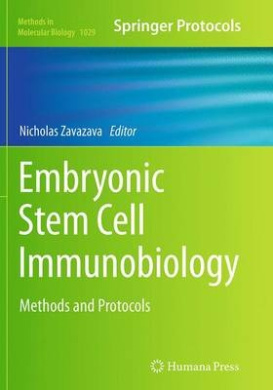 Methods in
Molecular Biology 1029
Springer Protocols
Nicholas Zavazava Editor
Embryonic
Stem Cell
Immunobiology
Methods and Protocols
Humana Press